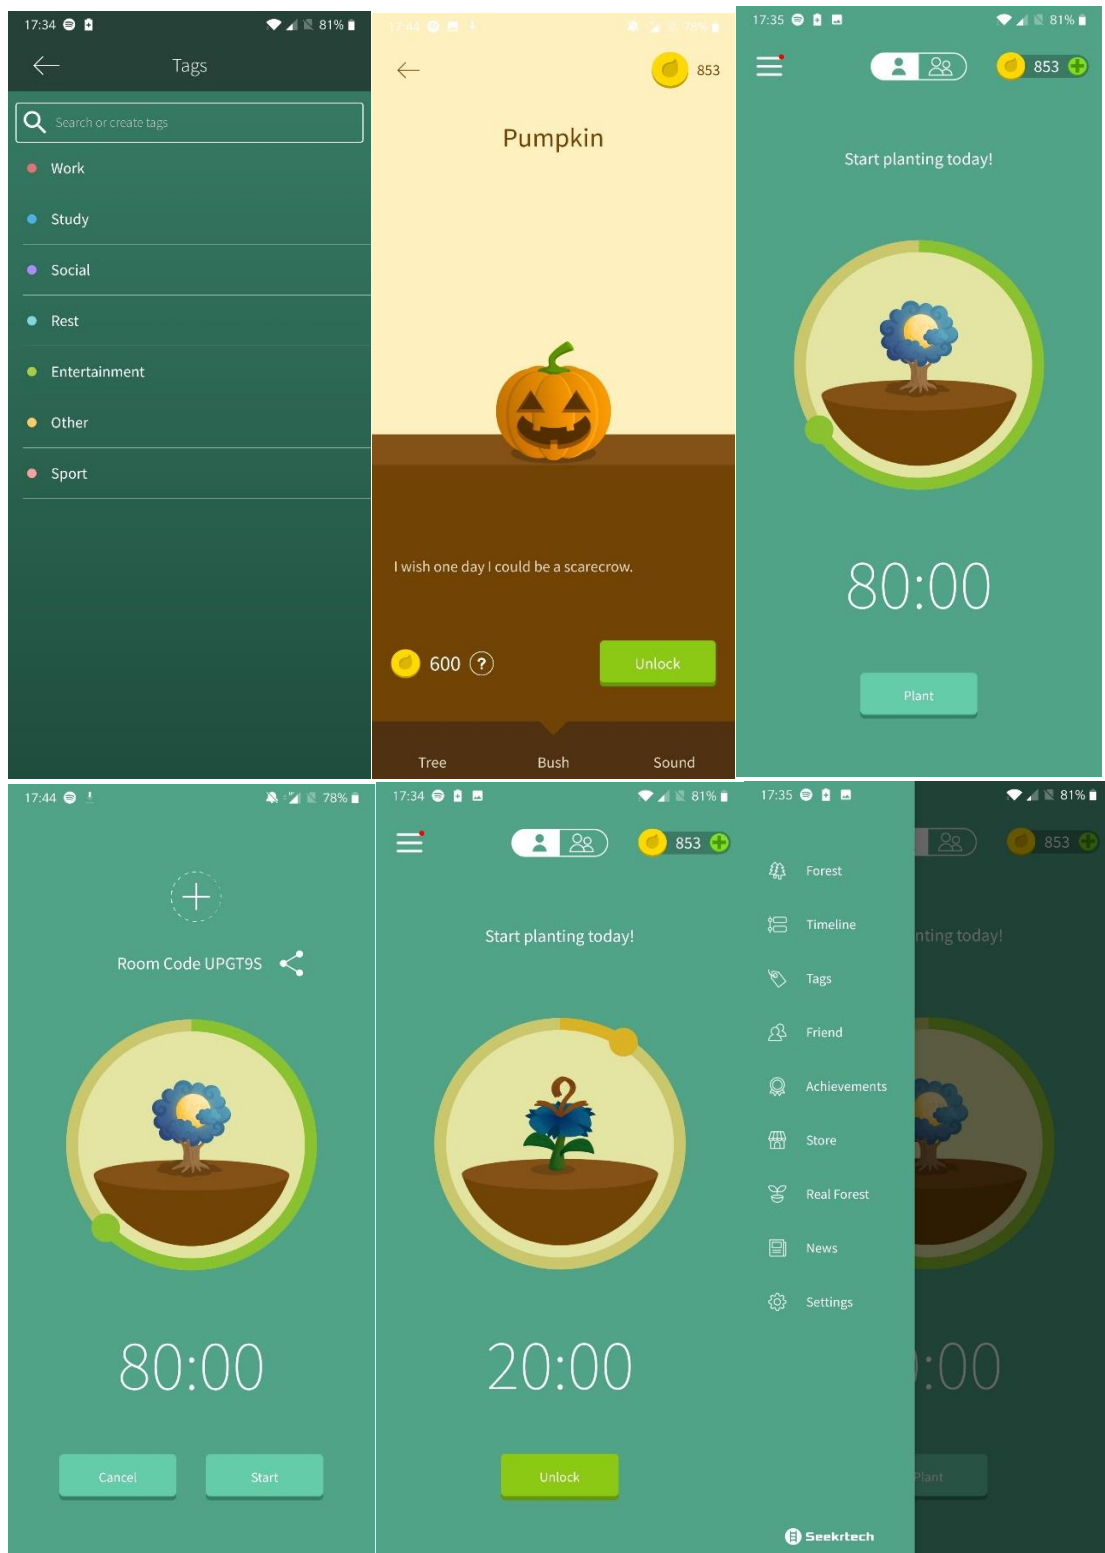 17:34
81%
Tags
Search or create tags
Work
Study
Social
Rest
Entertainment
Other
Sport
17:44
78%
853
Pumpkin
I wish one day I could be a scarecrow.
600 ?
Unlock
Tree Bush Sound
17:35
81%
853
Start planting today!
80:00
Plant
17:44
78%
Room Code UPGT9S
80:00
Cancel Start
17:34
81%
853
Start planting today!
20:00
Unlock
17:35
81%
853
Forest
Timeline
nting today!
Tags
Friend
Achievements
Store
Real Forest
News
Settings
:00
Plant
Seekrtech